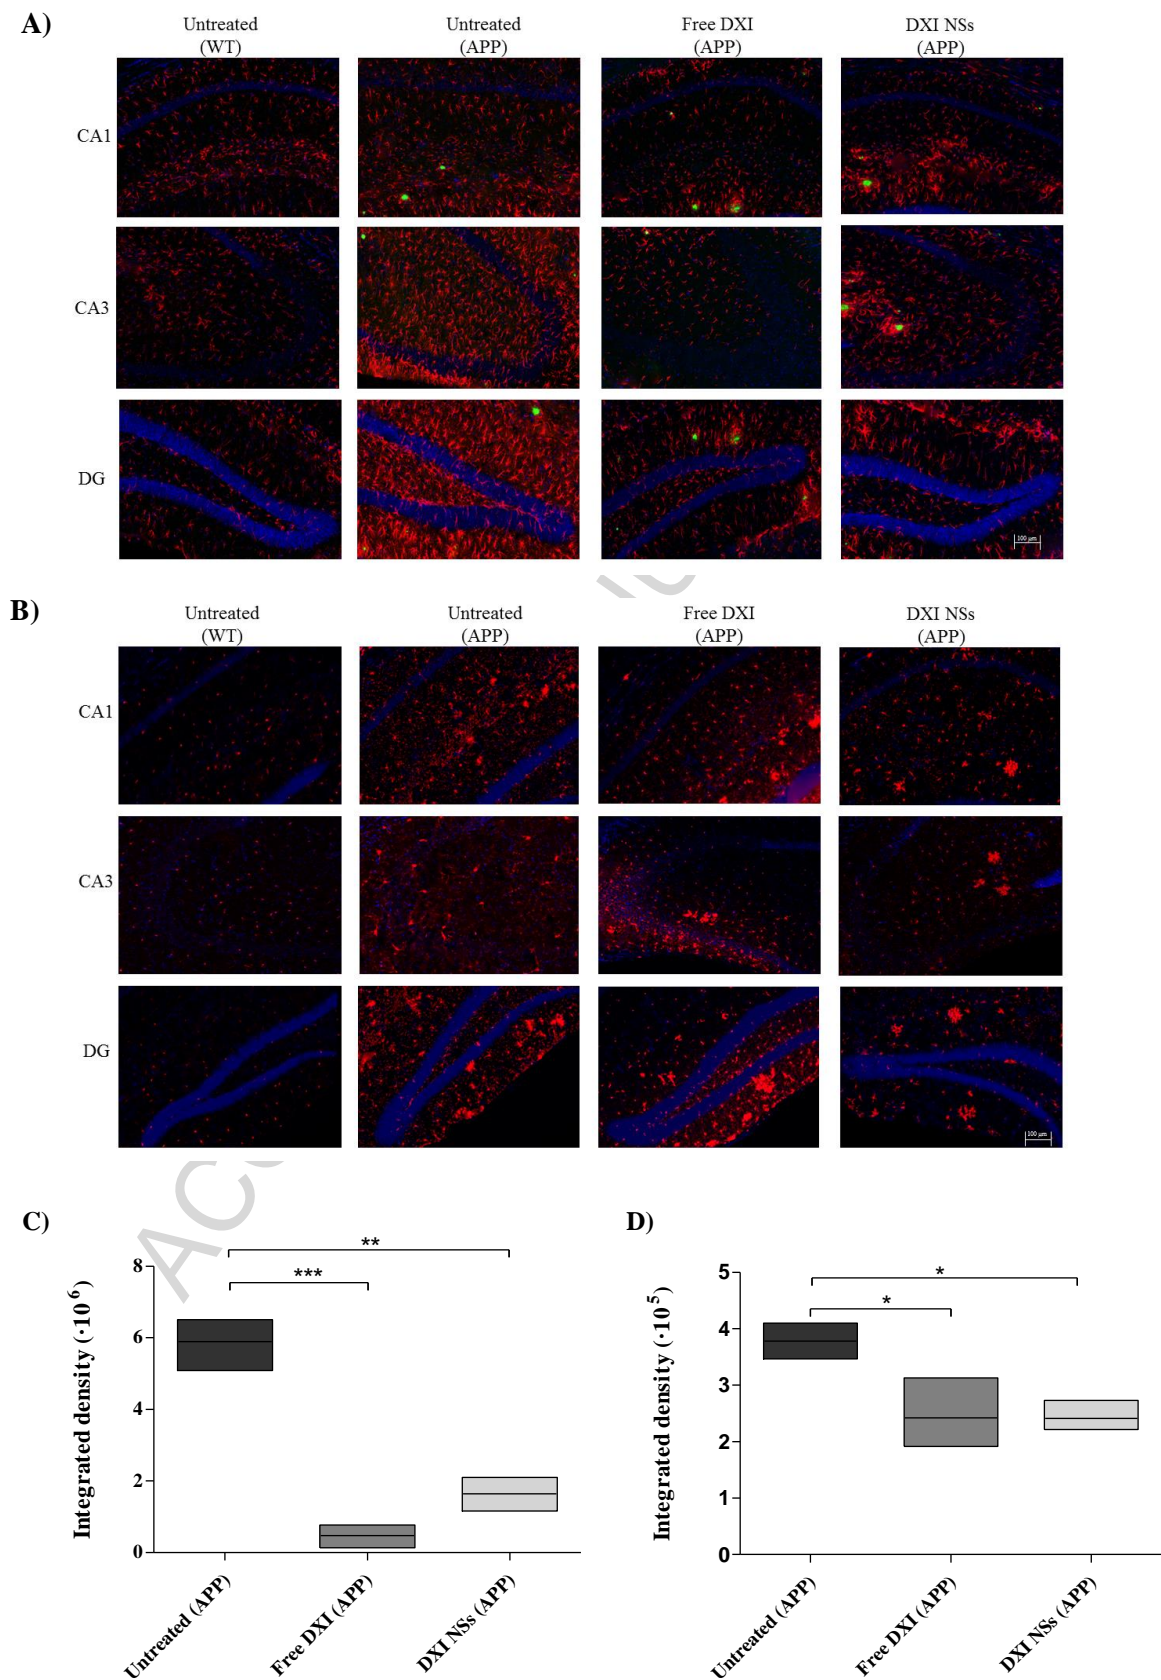 A)
Untreated (WT)
Untreated (APP)
Free DXI (APP)
DXI NSs (APP)
CA1
CA3
DG
100 µm
B)
Untreated (WT)
Untreated (APP)
Free DXI (APP)
DXI NSs (APP)
CA1
CA3
DG
100 µm
C)
**
***
Integrated density (·10⁶)
8
6
4
2
0
Untreated (APP)
Free DXI (APP)
DXI NSs (APP)
D)
*
*
Integrated density (·10⁵)
5
4
3
2
1
0
Untreated (APP)
Free DXI (APP)
DXI NSs (APP)